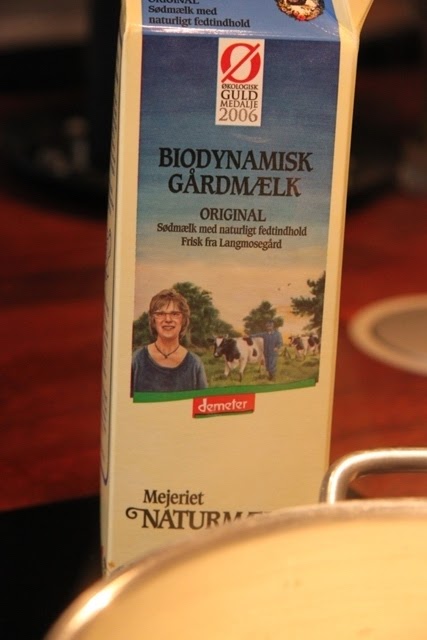 ORIGINAL
Sødmælk med
naturligt fedtindhold
ØKOLOGISK
GULD
MEDALJE
2006
BIODYNAMISK
GÅRDMÆLK
ORIGINAL
Sødmælk med naturligt fedtindhold
Frisk fra Langmosegård
demeter
Mejeriet